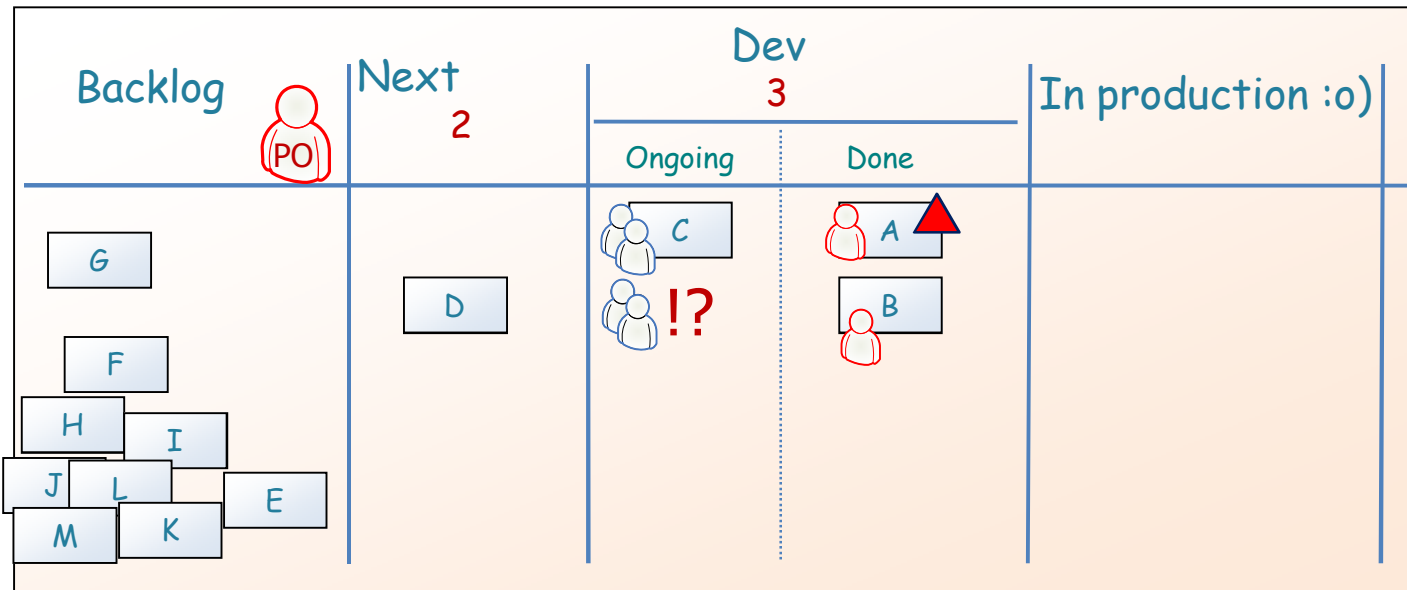 Backlog
PO
Next
2
Dev
3
In production :o)
Ongoing
Done
G
F
H
I
J
L
E
M
K
D
C
!?
A
B